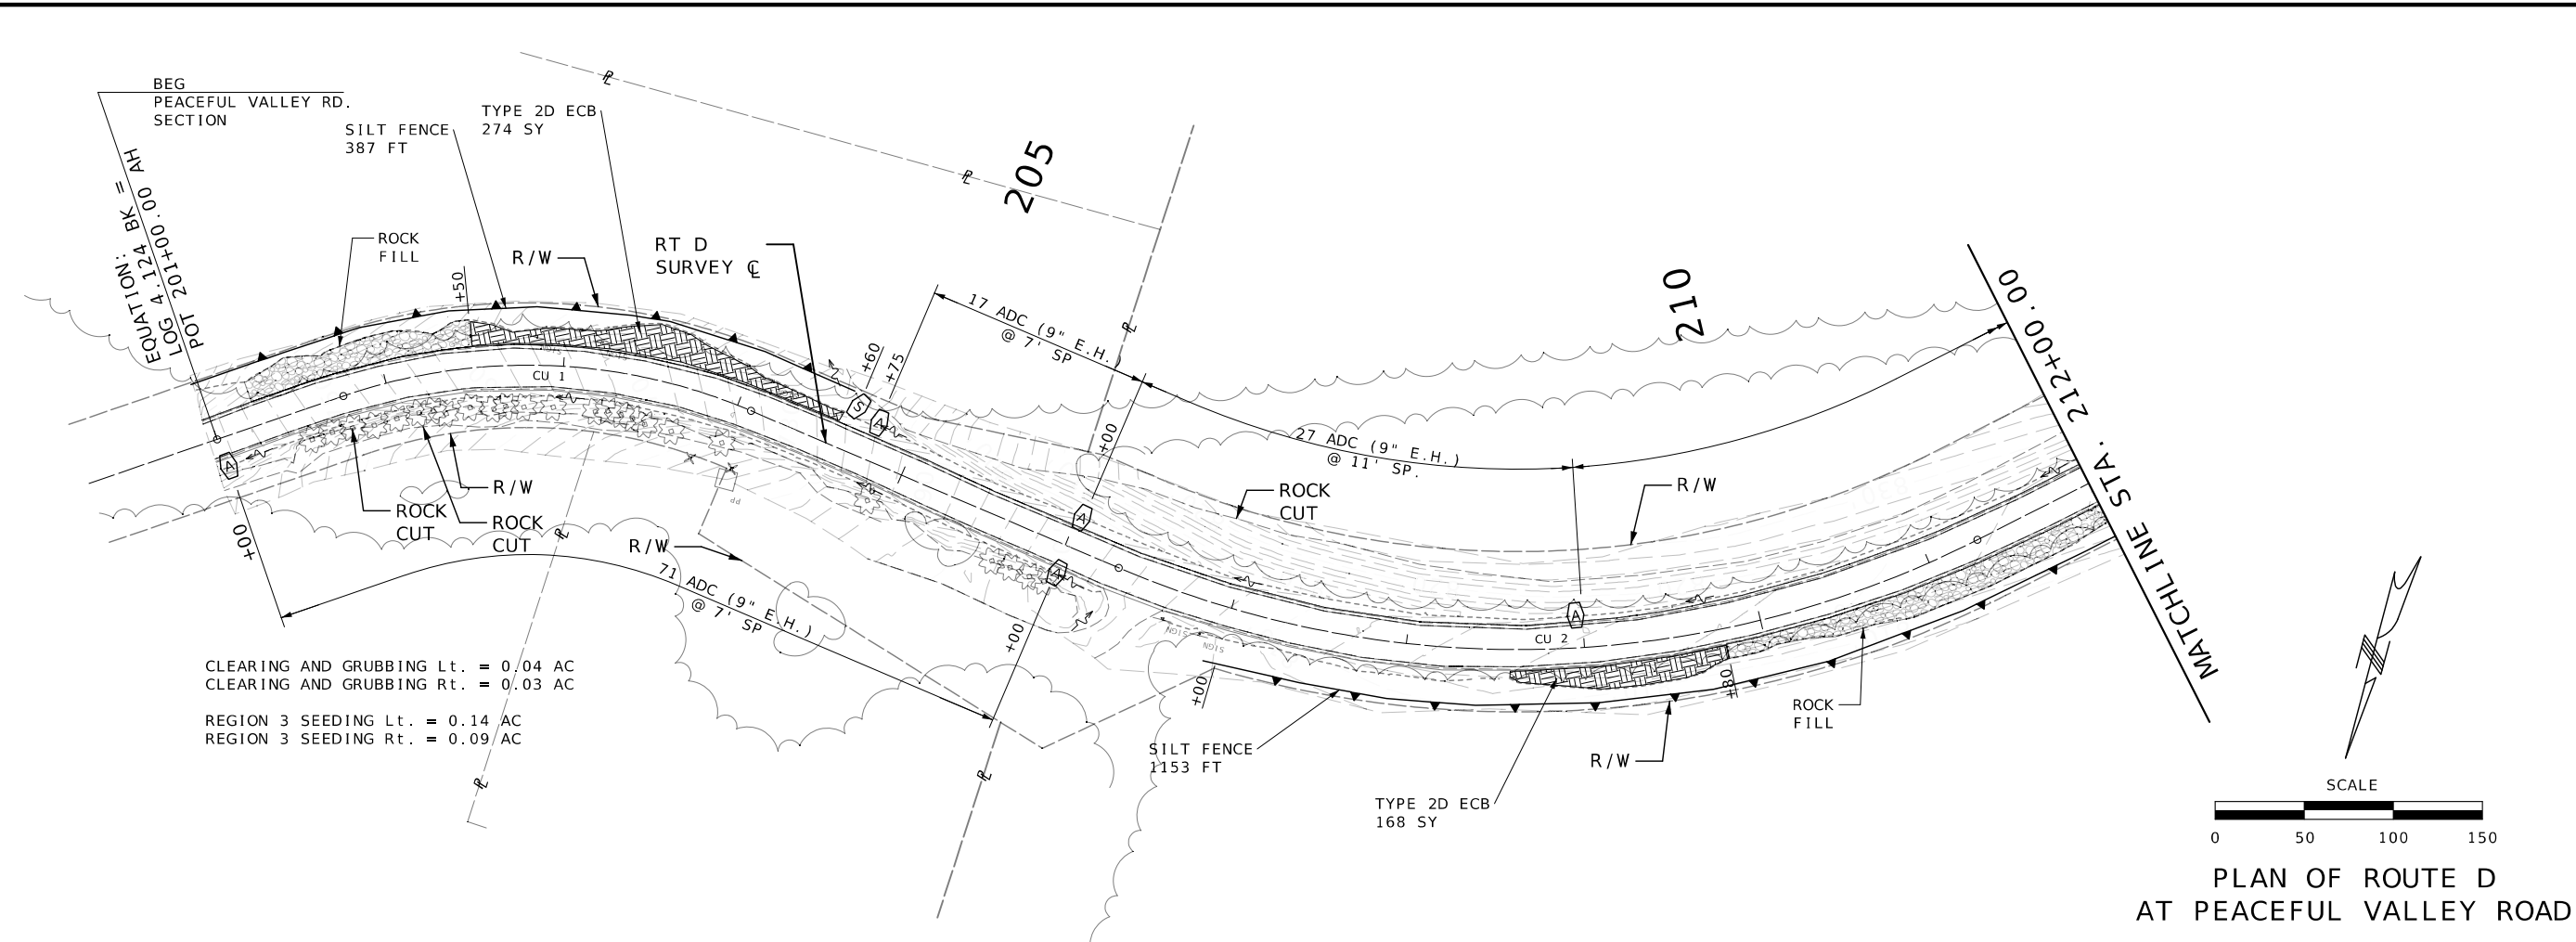 BEG
PEACEFUL VALLEY RD.
SECTION
EQUATION:
LOG 4.124 BK =
POT 201+00.00 AH
SILT FENCE
387 FT
TYPE 2D ECB
274 SY
ROCK
FILL
+50
R/W
RT D
SURVEY ℄
℄
℄
205
17 ADC (9" E.H.)
@ 7' SP
+60
+75
S
A
CU 1
A
+00
ROCK
CUT
ROCK
CUT
R/W
PP
R/W
71 ADC (9" E.H.)
@ 7' SP
+00
A
A
+00
27 ADC (9" E.H.)
@ 11' SP.
ROCK
CUT
R/W
210
A
CU 2
SIGN
SIGN
+00
SILT FENCE
1153 FT
TYPE 2D ECB
168 SY
R/W
+80
ROCK
FILL
MATCHLINE STA. 212+00.00
CLEARING AND GRUBBING Lt. = 0.04 AC
CLEARING AND GRUBBING Rt. = 0.03 AC
REGION 3 SEEDING Lt. = 0.14 AC
REGION 3 SEEDING Rt. = 0.09 AC
SCALE
0 50 100 150
PLAN OF ROUTE D
AT PEACEFUL VALLEY ROAD